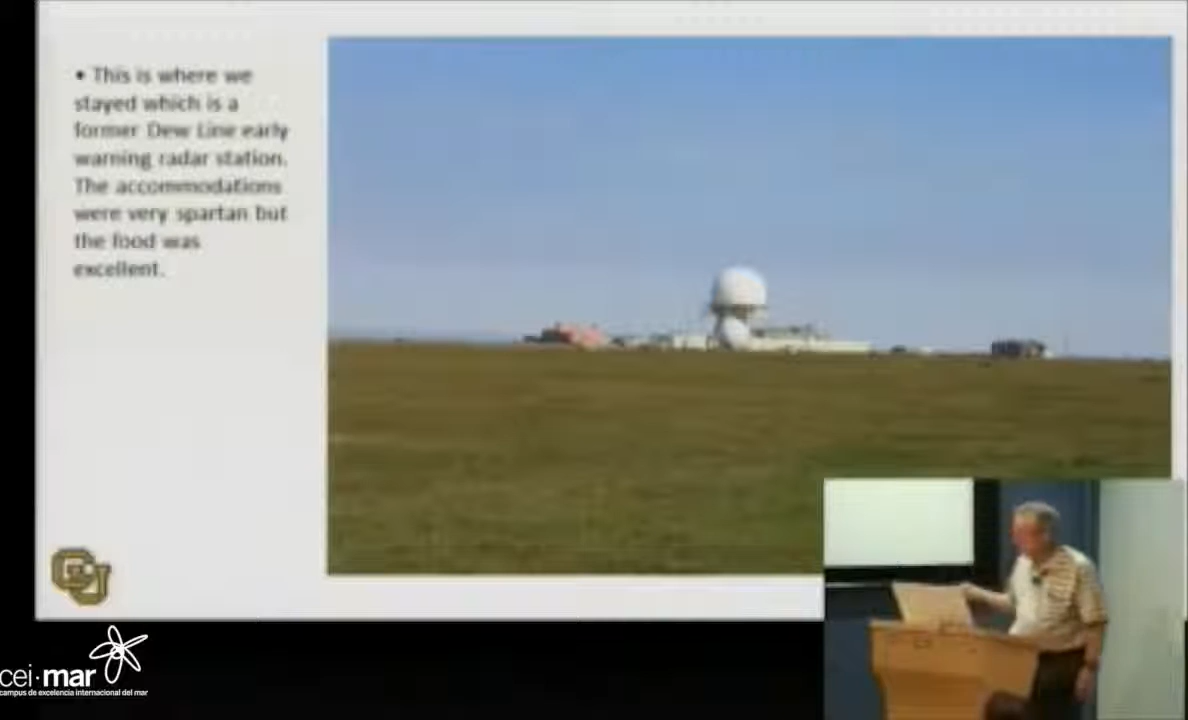 • This is where we
stayed which is a
former Dew Line early
warning radar station.
The accommodations
were very spartan but
the food was
excellent.
CU
cei·mar
campus de excelencia internacional del mar